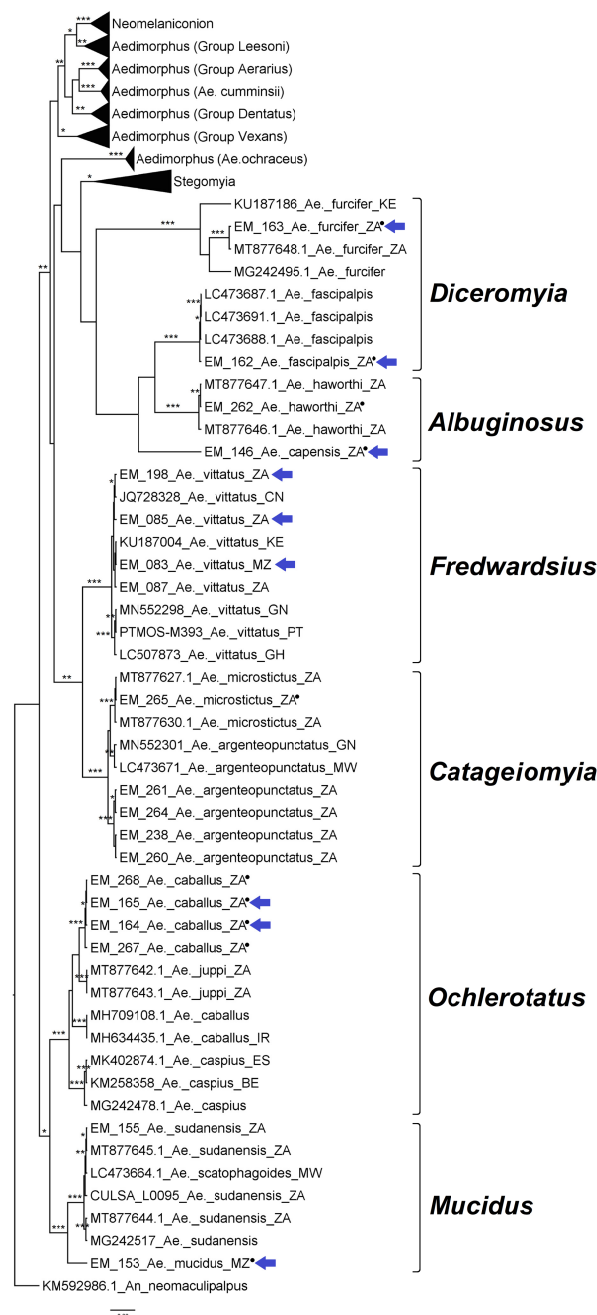 Neomelaniconion
Aedimorphus (Group Leesoni)
Aedimorphus (Group Aerarius)
Aedimorphus (Ae. cumminsii)
Aedimorphus (Group Dentatus)
Aedimorphus (Group Vexans)
Aedimorphus (Ae.ochraceus)
Stegomyia
KU187186_Ae._furcifer_KE
EM_163_Ae._furcifer_ZA
MT877648.1_Ae._furcifer_ZA
MG242495.1_Ae._furcifer
LC473687.1_Ae._fascipalpis
LC473691.1_Ae._fascipalpis
LC473688.1_Ae._fascipalpis
EM_162_Ae._fascipalpis_ZA
Diceromyia
MT877647.1_Ae._haworthi_ZA
EM_262_Ae._haworthi_ZA
MT877646.1_Ae._haworthi_ZA
EM_146_Ae._capensis_ZA
Albuginosus
EM_198_Ae._vittatus_ZA
JQ728328_Ae._vittatus_CN
EM_085_Ae._vittatus_ZA
KU187004_Ae._vittatus_KE
EM_083_Ae._vittatus_MZ
EM_087_Ae._vittatus_ZA
MN552298_Ae._vittatus_GN
PTMOS-M393_Ae._vittatus_PT
LC507873_Ae._vittatus_GH
Fredwardsius
MT877627.1_Ae._microstictus_ZA
EM_265_Ae._microstictus_ZA
MT877630.1_Ae._microstictus_ZA
MN552301_Ae._argenteopunctatus_GN
LC473671_Ae._argenteopunctatus_MW
EM_261_Ae._argenteopunctatus_ZA
EM_264_Ae._argenteopunctatus_ZA
EM_238_Ae._argenteopunctatus_ZA
EM_260_Ae._argenteopunctatus_ZA
Catageiomyia
EM_268_Ae._caballus_ZA
EM_165_Ae._caballus_ZA
EM_164_Ae._caballus_ZA
EM_267_Ae._caballus_ZA
MT877642.1_Ae._juppi_ZA
MT877643.1_Ae._juppi_ZA
MH709108.1_Ae._caballus
MH634435.1_Ae._caballus_IR
MK402874.1_Ae._caspius_ES
KM258358_Ae._caspius_BE
MG242478.1_Ae._caspius
Ochlerotatus
EM_155_Ae._sudanensis_ZA
MT877645.1_Ae._sudanensis_ZA
LC473664.1_Ae._scatophagoides_MW
CULSA_L0095_Ae._sudanensis_ZA
MT877644.1_Ae._sudanensis_ZA
MG242517_Ae._sudanensis
EM_153_Ae._mucidus_MZ
Mucidus
KM592986.1_An._neomaculipalpus